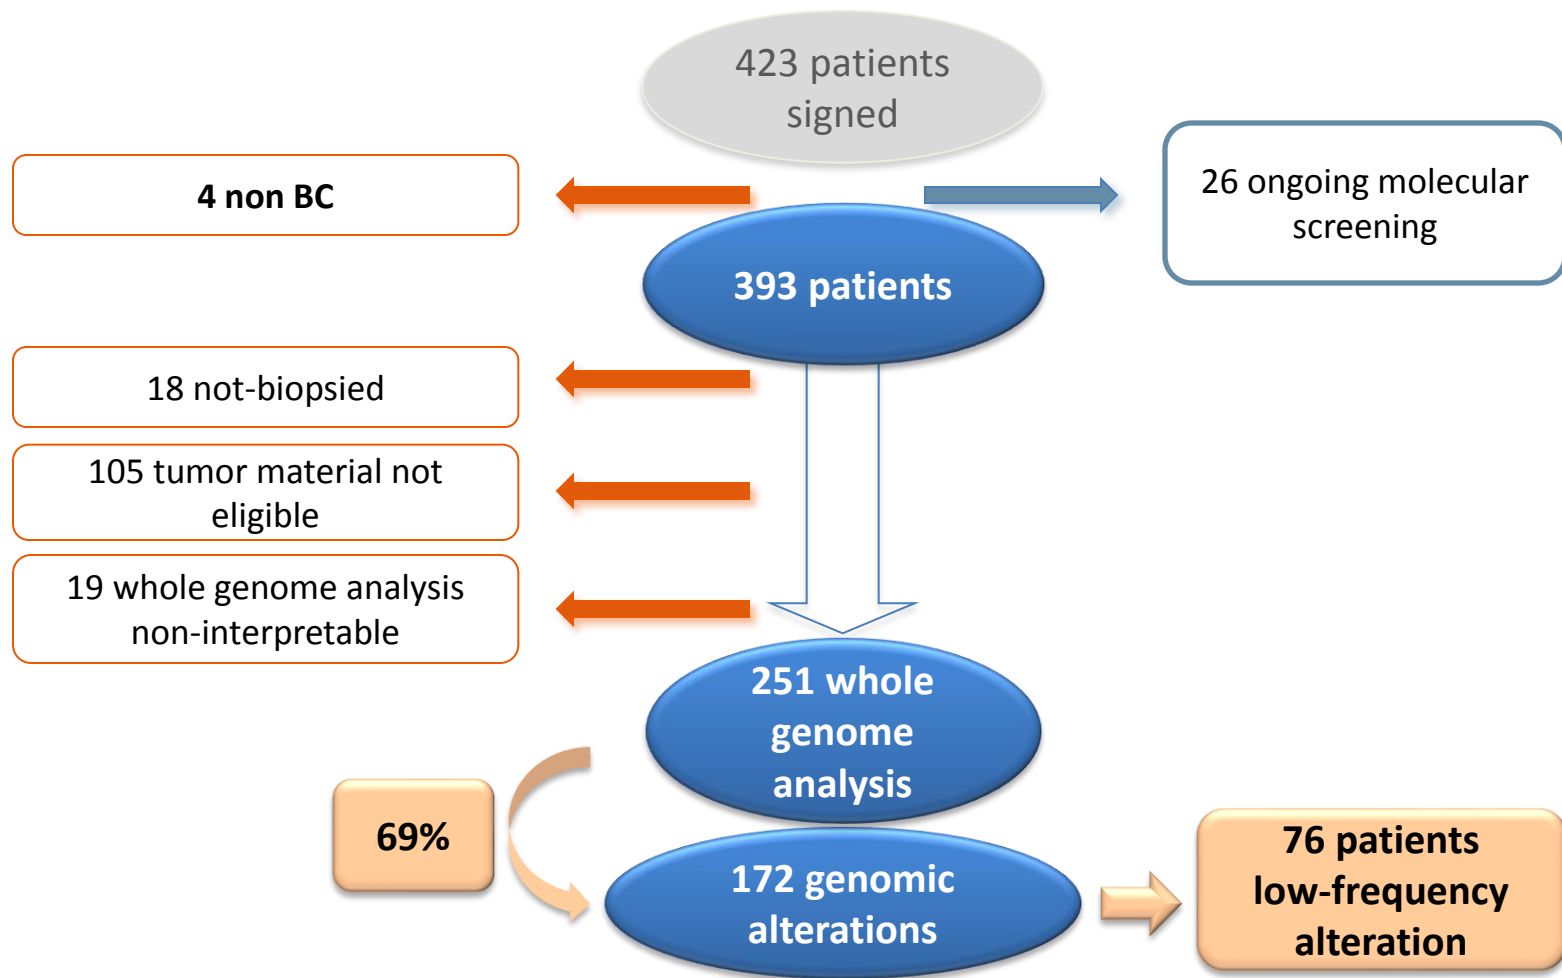 423 patients
signed
4 non BC
26 ongoing molecular
screening
393 patients
18 not-biopsied
105 tumor material not
eligible
19 whole genome analysis
non-interpretable
251 whole
genome
analysis
69%
172 genomic
alterations
76 patients
low-frequency
alteration